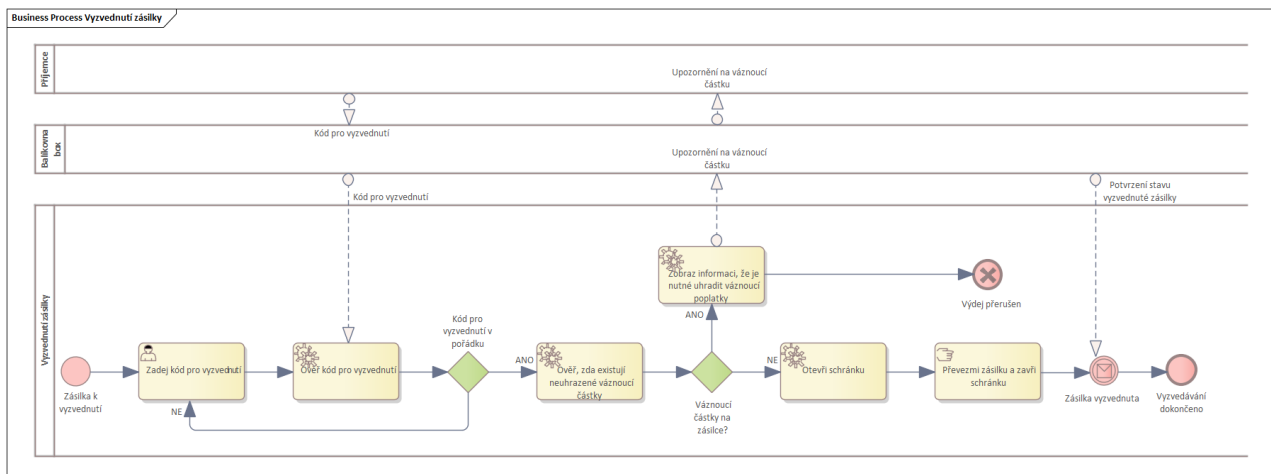 Business Process Vyzvednutí zásilky
Příjemce
Upozornění na váznoucí
částku
Kód pro vyzvednutí
Balíkovna
box
Upozornění na váznoucí
částku
Kód pro vyzvednutí
Potvrzení stavu
vyzvednuté zásilky
Vyzvednutí zásilky
Zobraz informaci, že je
nutné uhradit váznoucí
poplatky
Výdej přerušen
ANO
Kód pro
vyzvednutí v
pořádku
Zásilka k
vyzvednutí
Zadej kód pro vyzvednutí
Ověř kód pro vyzvednutí
NE
ANO
Ověř, zda existují
neuhrazené váznoucí
částky
Váznoucí
částky na
zásilce?
NE
Otevři schránku
Převezmi zásilku a zavři
schránku
Zásilka vyzvednuta
Vyzvedávání
dokončeno